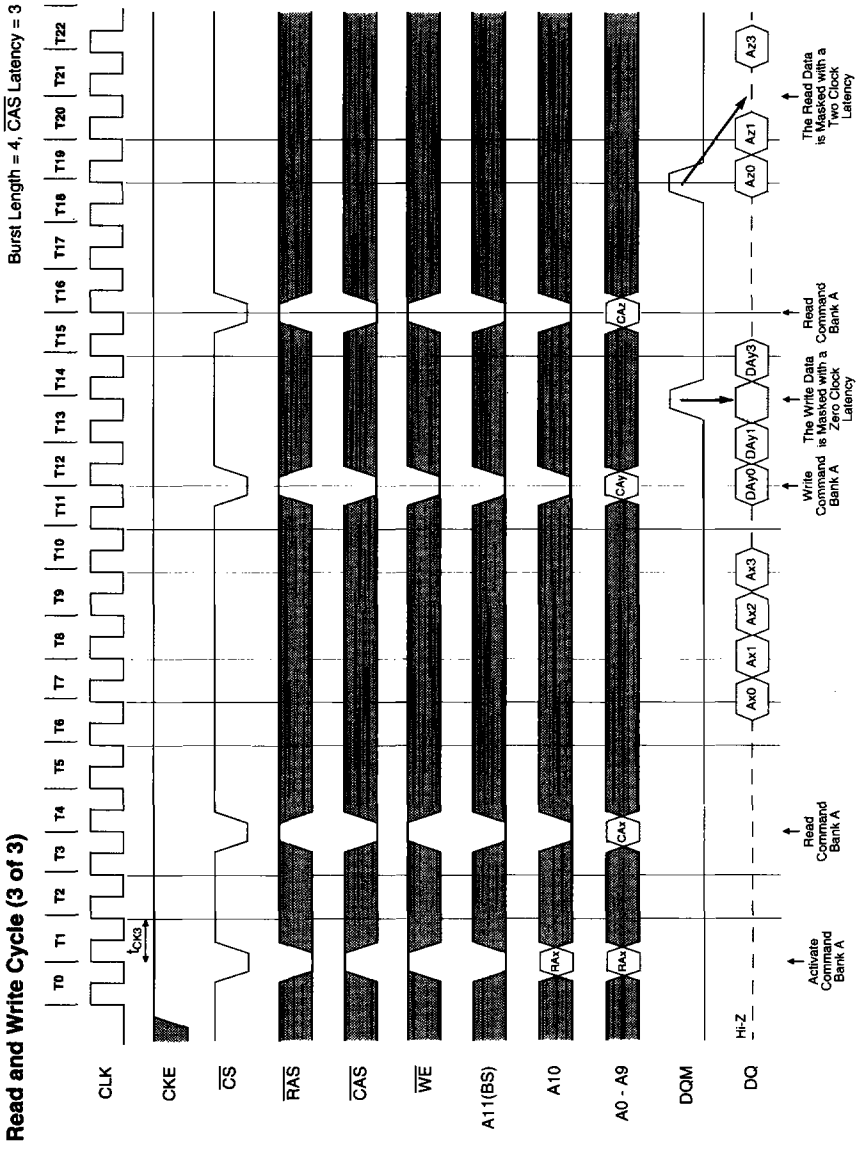 Read and Write Cycle (3 of 3)
Burst Length = 4, CAS Latency = 3
T0 T1 T2 T3 T4 T5 T6 T7 T8 T9 T10 T11 T12 T13 T14 T15 T16 T17 T18 T19 T20 T21 T22
tCK3
CLK
CKE
CS
RAS
CAS
WE
A11(BS)
A10
RAx
A0 - A9
RAx CAx CAy CAz
DQM
DQ
Hi-Z
Ax0 Ax1 Ax2 Ax3 DAy0 DAy1 DAy3 Az0 Az1 Az3
Activate
Command
Bank A
Read
Command
Bank A
Write
Command
Bank A
The Write Data
is Masked with a
Zero Clock
Latency
Read
Command
Bank A
The Read Data
is Masked with a
Two Clock
Latency